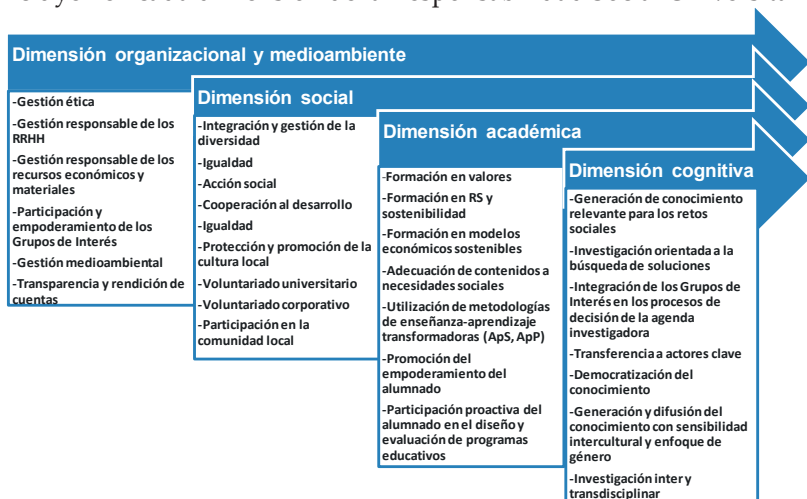 Dimensión organizacional y medioambiente
-Gestión ética
-Gestión responsable de los
RRHH
-Gestión responsable de los
recursos económicos y
materiales
-Participación y
empoderamiento de los
Grupos de Interés
-Gestión medioambiental
-Transparencia y rendición de
cuentas
Dimensión social
-Integración y gestión de la
diversidad
-Igualdad
-Acción social
-Cooperación al desarrollo
-Igualdad
-Protección y promoción de la
cultura local
-Voluntariado universitario
-Voluntariado corporativo
-Participación en la
comunidad local
Dimensión académica
-Formación en valores
-Formación en RS y
sostenibilidad
-Formación en modelos
económicos sostenibles
-Adecuación de contenidos a
necesidades sociales
-Utilización de metodologías
de enseñanza-aprendizaje
transformadoras (ApS, ApP)
-Promoción del
empoderamiento del
alumnado
-Participación proactiva del
alumnado en el diseño y
evaluación de programas
educativos
Dimensión cognitiva
-Generación de conocimiento
relevante para los retos
sociales
-Investigación orientada a la
búsqueda de soluciones
-Integración de los Grupos de
Interés en los procesos de
decisión de la agenda
investigadora
-Transferencia a actores clave
-Democratización del
conocimiento
-Generación y difusión del
conocimiento con sensibilidad
intercultural y enfoque de
género
-Investigación inter y
transdisciplinar